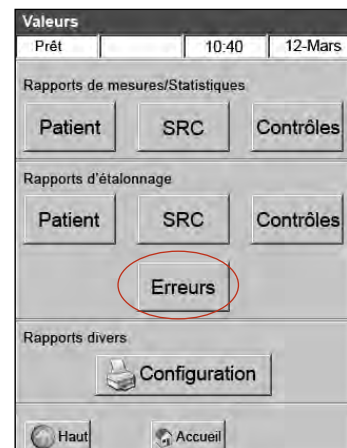 Valeurs
Prêt 10:40 12-Mars
Rapports de mesures/Statistiques
Patient SRC Contrôles
Rapports d'étalonnage
Patient SRC Contrôles
Erreurs
Rapports divers
Configuration
Haut Accueil